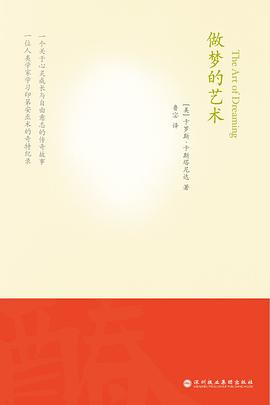 做梦的艺术
The Art of Dreaming
[美]卡罗斯·卡斯塔尼达 著
鲁宓 译
一个关于心灵成长与自由意志的传奇故事
一位人类学家学习印第安巫术的奇特纪录
深圳报业集团出版社